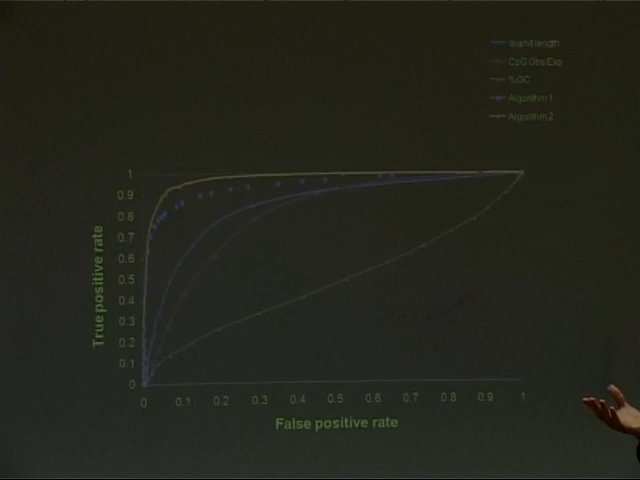 Island length
CpG Obs/Exp
%GC
Algorithm 1
Algorithm 2
1
0.9
0.8
0.7
0.6
0.5
0.4
0.3
0.2
0.1
0
True positive rate
0 0.1 0.2 0.3 0.4 0.5 0.6 0.7 0.8 0.9 1
False positive rate